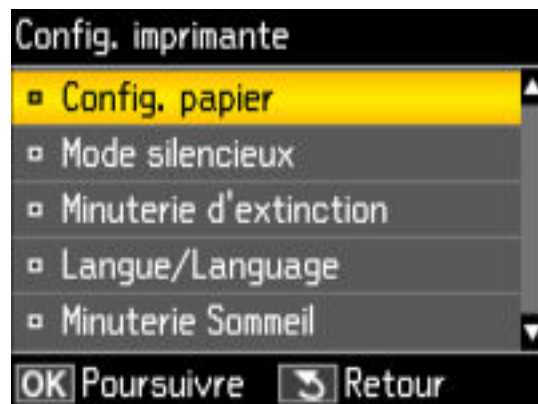 Config. imprimante
Config. papier
Mode silencieux
Minuterie d'extinction
Langue/Language
Minuterie Sommeil
OK Poursuivre Retour